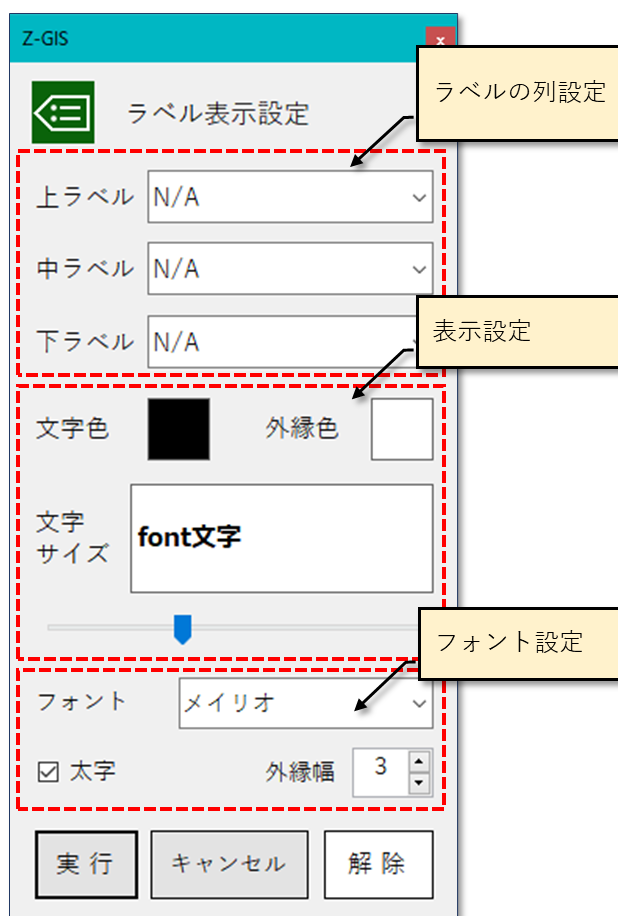 Z-GIS
x
ラベル表示設定
ラベルの列設定
上ラベル N/A
中ラベル N/A
下ラベル N/A
表示設定
文字色 外縁色
文字
サイズ
font文字
フォント設定
フォント メイリオ
太字 外縁幅 3
実行 キャンセル 解除